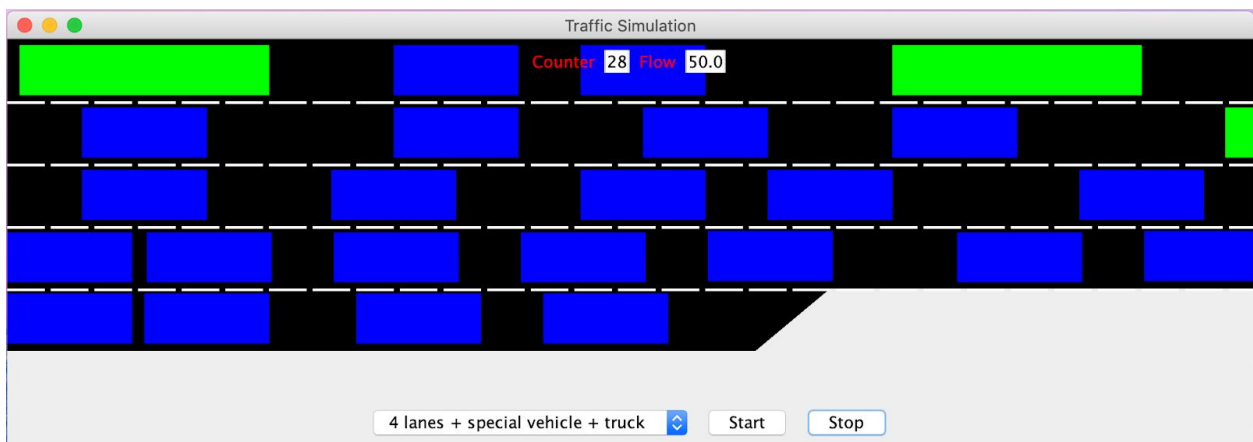 Traffic Simulation
Counter 28 Flow 50.0
4 lanes + special vehicle + truck Start Stop